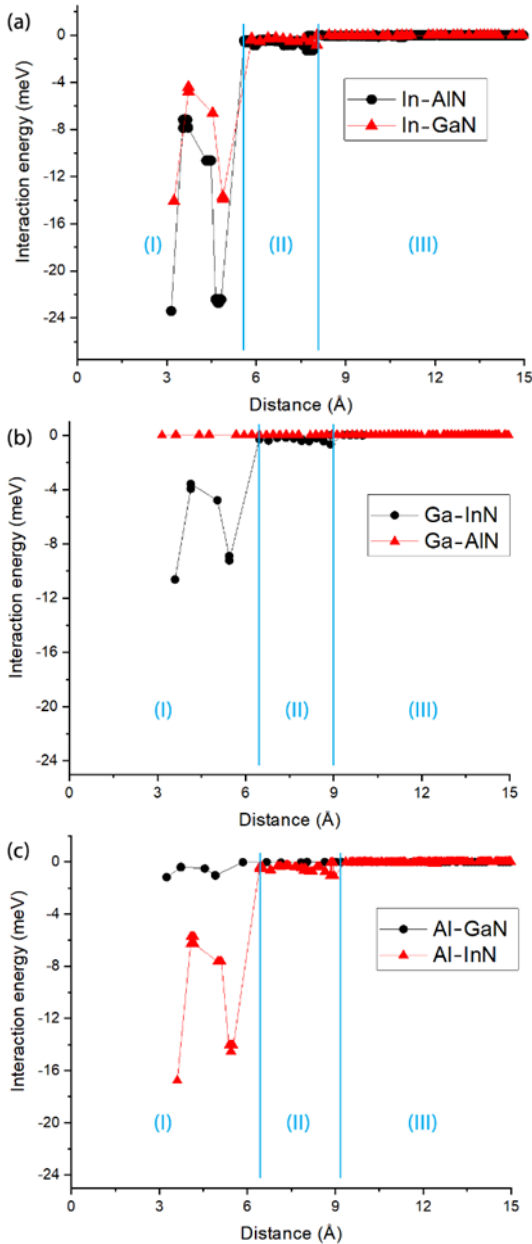 (a)
0
-4
-8
-12
-16
-20
-24
Interaction energy (meV)
In-AlN
In-GaN
(I)
(II)
(III)
0
3
6
9
12
15
Distance (Å)
(b)
0
-4
-8
-12
-16
-20
-24
Interaction energy (meV)
Ga-InN
Ga-AlN
(I)
(II)
(III)
0
3
6
9
12
15
Distance (Å)
(c)
0
-4
-8
-12
-16
-20
-24
Interaction energy (meV)
Al-GaN
Al-InN
(I)
(II)
(III)
0
3
6
9
12
15
Distance (Å)